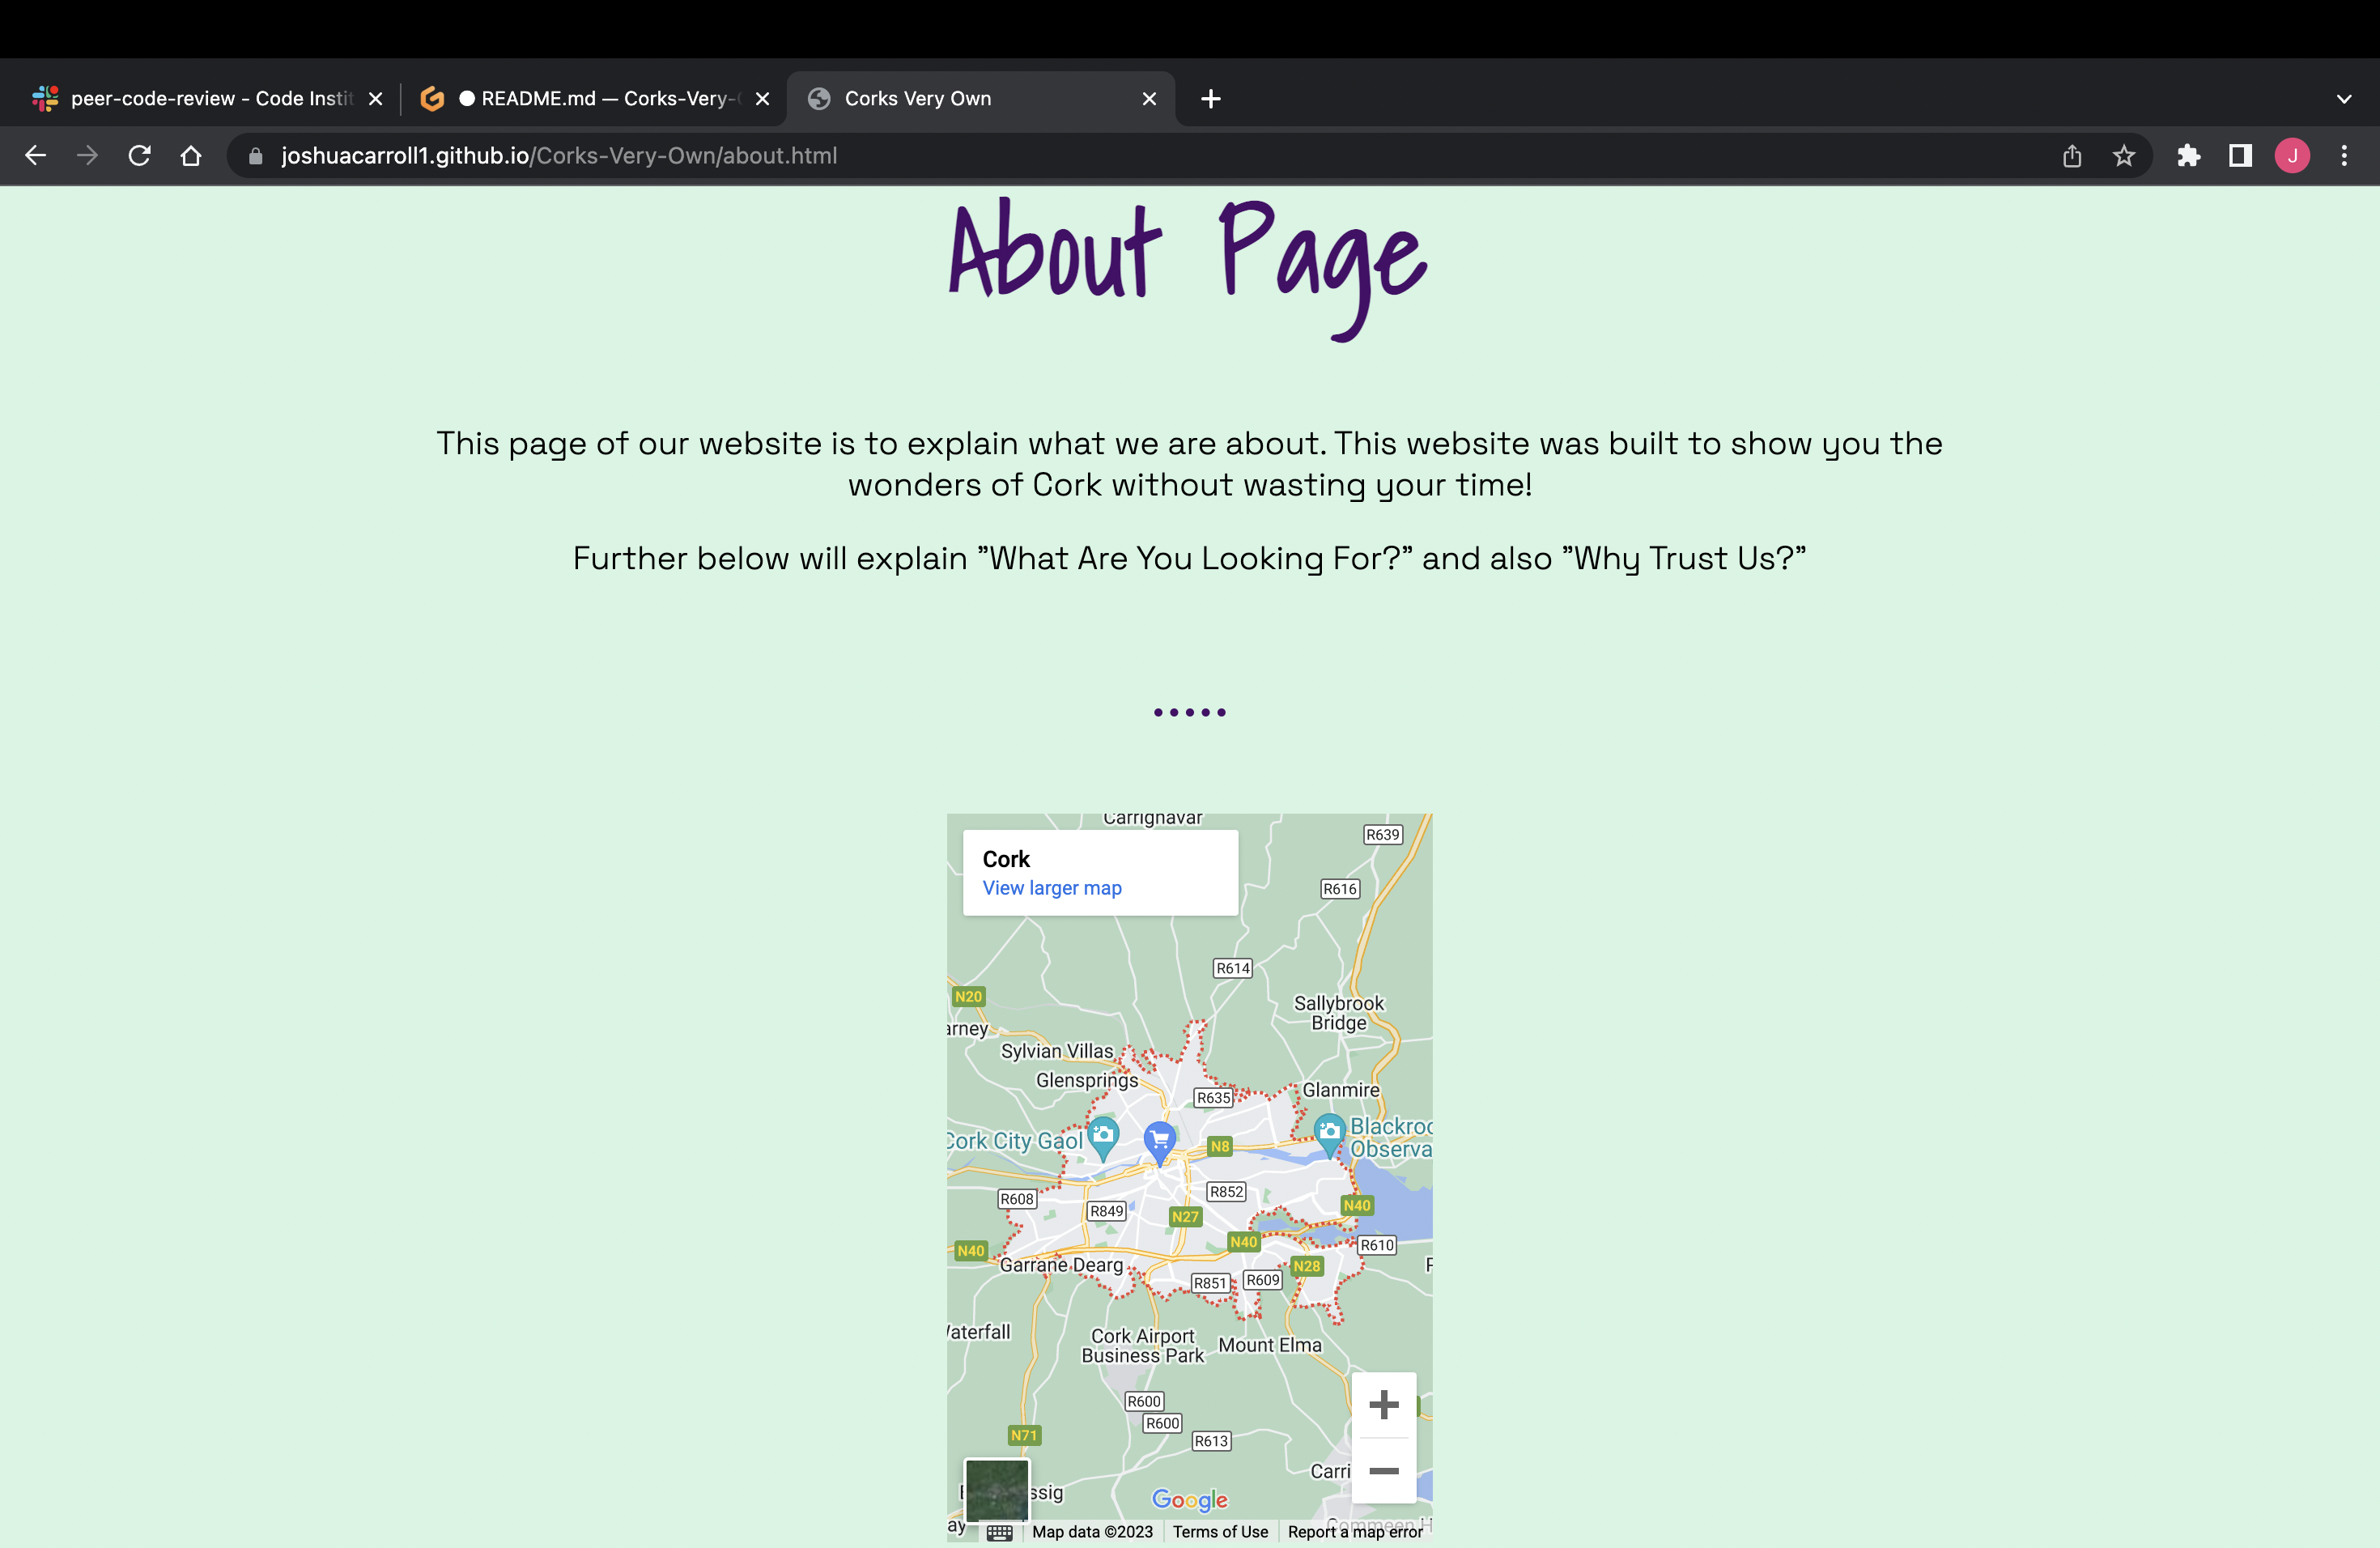 peer-code-review - Code Instit
README.md — Corks-Very-
Corks Very Own
joshuacarroll1.github.io/Corks-Very-Own/about.html
J
About Page
This page of our website is to explain what we are about. This website was built to show you the
wonders of Cork without wasting your time!
Further below will explain ”What Are You Looking For?” and also ”Why Trust Us?”
Carrignavar
R639
Cork
View larger map
R616
R614
N20
Sallybrook
Bridge
arney
Sylvian Villas
Glensprings
Glanmire
R635
Cork City Gaol
Blackroc
Observa
N8
R608
R852
R849
N27
N40
N40
N40
R610
Garrane Dearg
N28
R851
R609
Waterfall
Cork Airport
Business Park
Mount Elma
R600
R600
N71
R613
Carri
ssig
Google
ay
Map data ©2023
Terms of Use
Report a map error